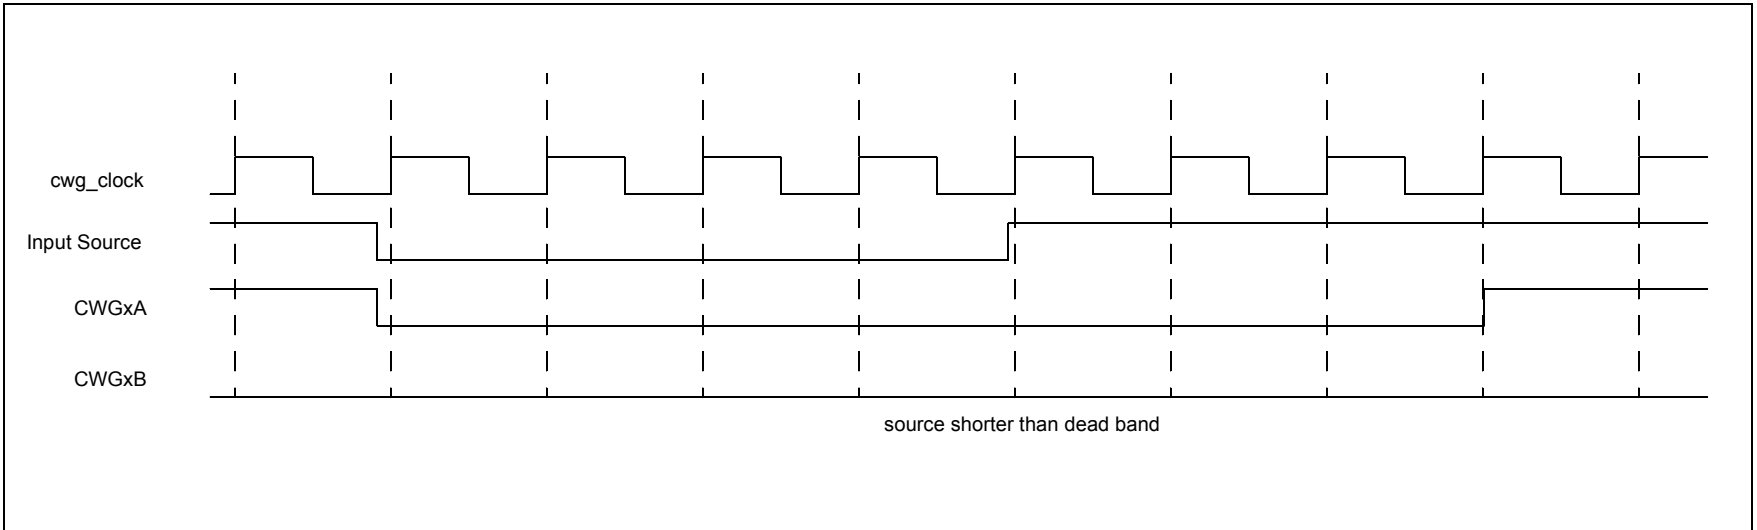 cwg_clock
Input Source
CWGxA
CWGxB
source shorter than dead band